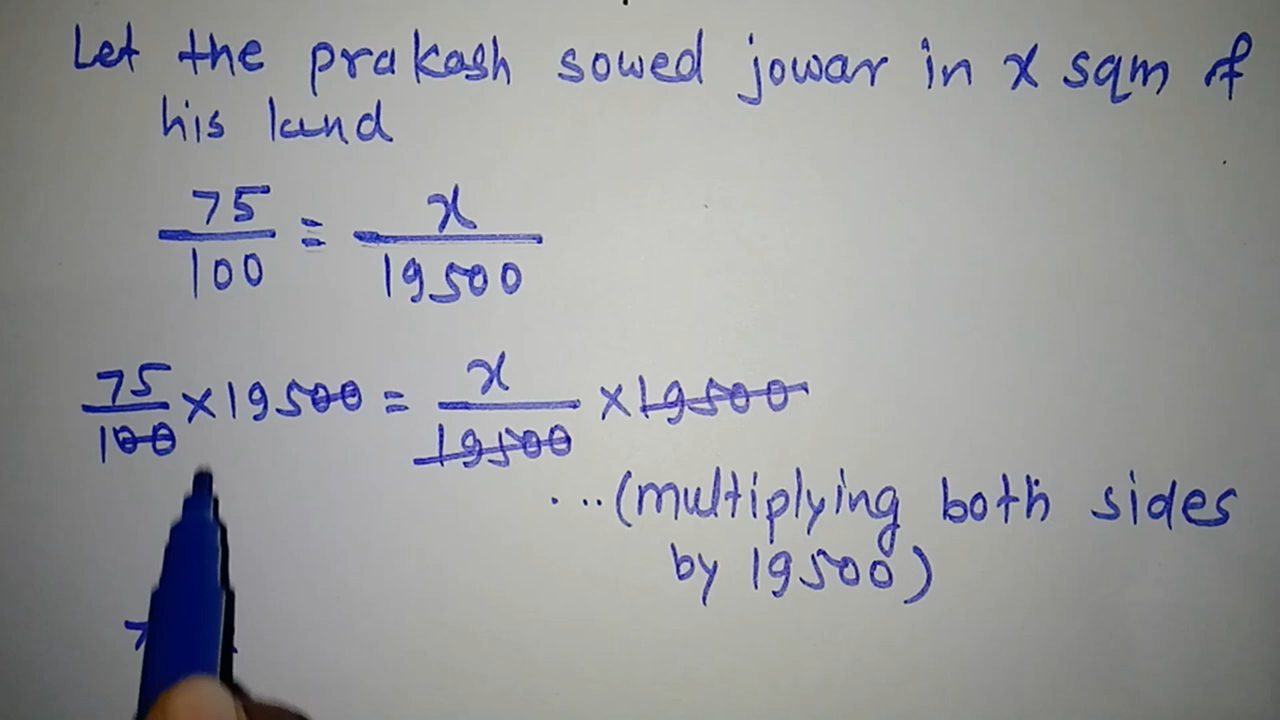 Let the prakash sowed jowar in x sqm of
his land
75/100 = x/19500
75/100 × 19500 = x/19500 × 19500
...(multiplying both sides
by 19500)